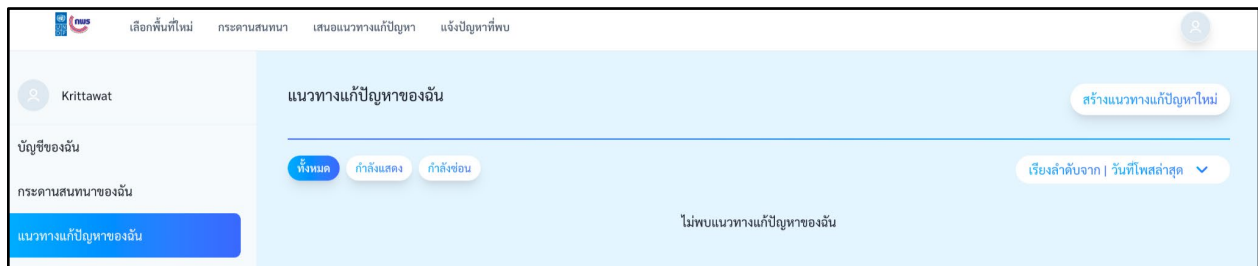 เลือกพื้นที่ใหม่ กระดานสนทนา เสนอแนวทางแก้ปัญหา แจ้งปัญหาที่พบ
Krittawat
แนวทางแก้ปัญหาของฉัน
สร้างแนวทางแก้ปัญหาใหม่
บัญชีของฉัน
ทั้งหมด กำลังแสดง กำลังซ่อน
เรียงลำดับจาก | วันที่โพสล่าสุด
กระดานสนทนาของฉัน
ไม่พบแนวทางแก้ปัญหาของฉัน
แนวทางแก้ปัญหาของฉัน